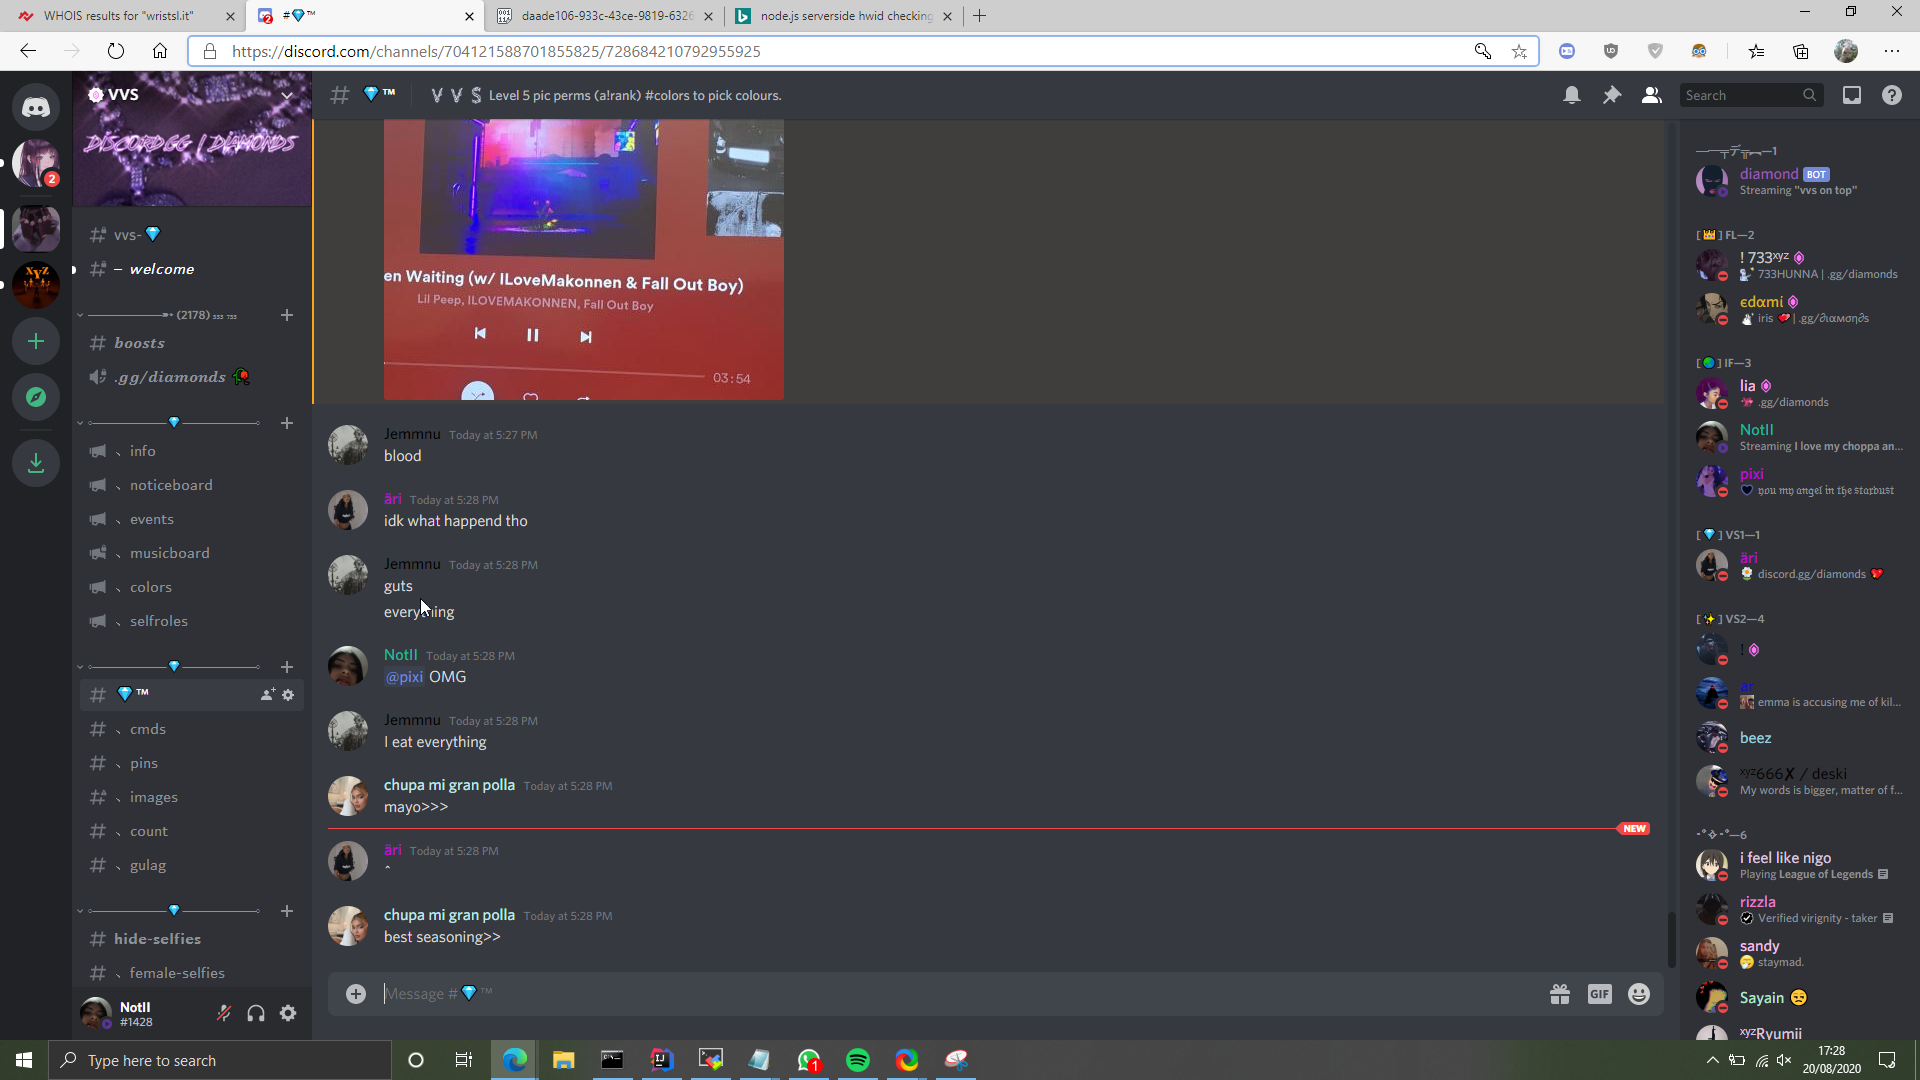 WHOIS results for "wristsl.it"
#💎™
daade106-933c-43ce-9819-6326
node.js serverside hwid checking
https://discord.com/channels/704121588701855825/728684210792955925
VVS
DISCORD.GG / DIAMONDS
2
XYZ
vvs-💎
– welcome
(2178)
boosts
.gg/diamonds
info
noticeboard
events
musicboard
colors
selfroles
💎™
cmds
pins
images
count
gulag
hide-selfies
female-selfies
NotII
#1428
💎™
V V $ Level 5 pic perms (a!rank) #colors to pick colours.
Search
en Waiting (w/ ILoveMakonnen & Fall Out Boy)
Lil Peep, ILOVEMAKONNEN, Fall Out Boy
03:54
Jemmnu Today at 5:27 PM
blood
äri Today at 5:28 PM
idk what happend tho
Jemmnu Today at 5:28 PM
guts
everything
NotII Today at 5:28 PM
@pixi OMG
Jemmnu Today at 5:28 PM
I eat everything
chupa mi gran polla Today at 5:28 PM
mayo>>>
NEW
äri Today at 5:28 PM
^
chupa mi gran polla Today at 5:28 PM
best seasoning>>
Message #💎™
GIF
diamond BOT
Streaming "vvs on top"
[👑] FL—2
! 733ˣʸᶻ
733HUNNA | .gg/diamonds
єdαmi
iris | .gg/∂ιαмση∂s
[🌎] IF—3
lia
.gg/diamonds
NotII
Streaming I love my choppa an...
pixi
𝔶𝔬𝔲 𝔪𝔶 𝔞𝔫𝔤𝔢𝔩 𝔦𝔫 𝔱𝔥𝔢 𝔰𝔱𝔞𝔯𝔡𝔲𝔰𝔱
[💎] VS1—1
äri
discord.gg/diamonds
[✨] VS2—4
!
ar
emma is accusing me of kil...
beez
ˣʸᶻ666X / deski
My words is bigger, matter of f...
—6
i feel like nigo
Playing League of Legends
rizzla
Verified virignity - taker
sandy
staymad.
Sayain
ˣʸᶻRyumii
Type here to search
1
17:28
20/08/2020